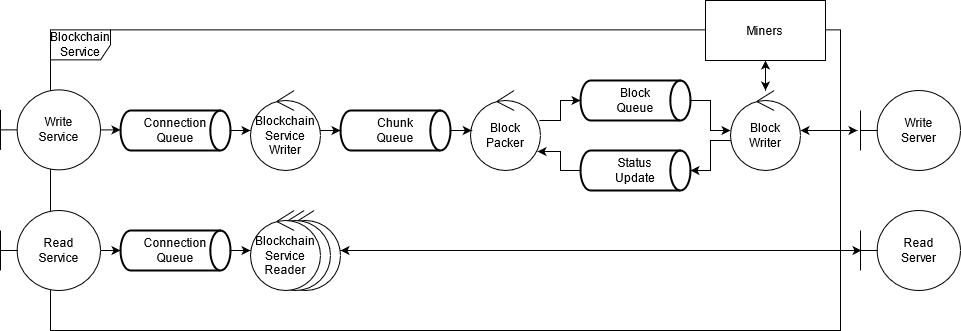 Blockchain
Service
Miners
Write
Service
Connection
Queue
Blockchain
Service
Writer
Chunk
Queue
Block
Packer
Block
Queue
Status
Update
Block
Writer
Write
Server
Read
Service
Connection
Queue
Blockchain
Service
Reader
Read
Server